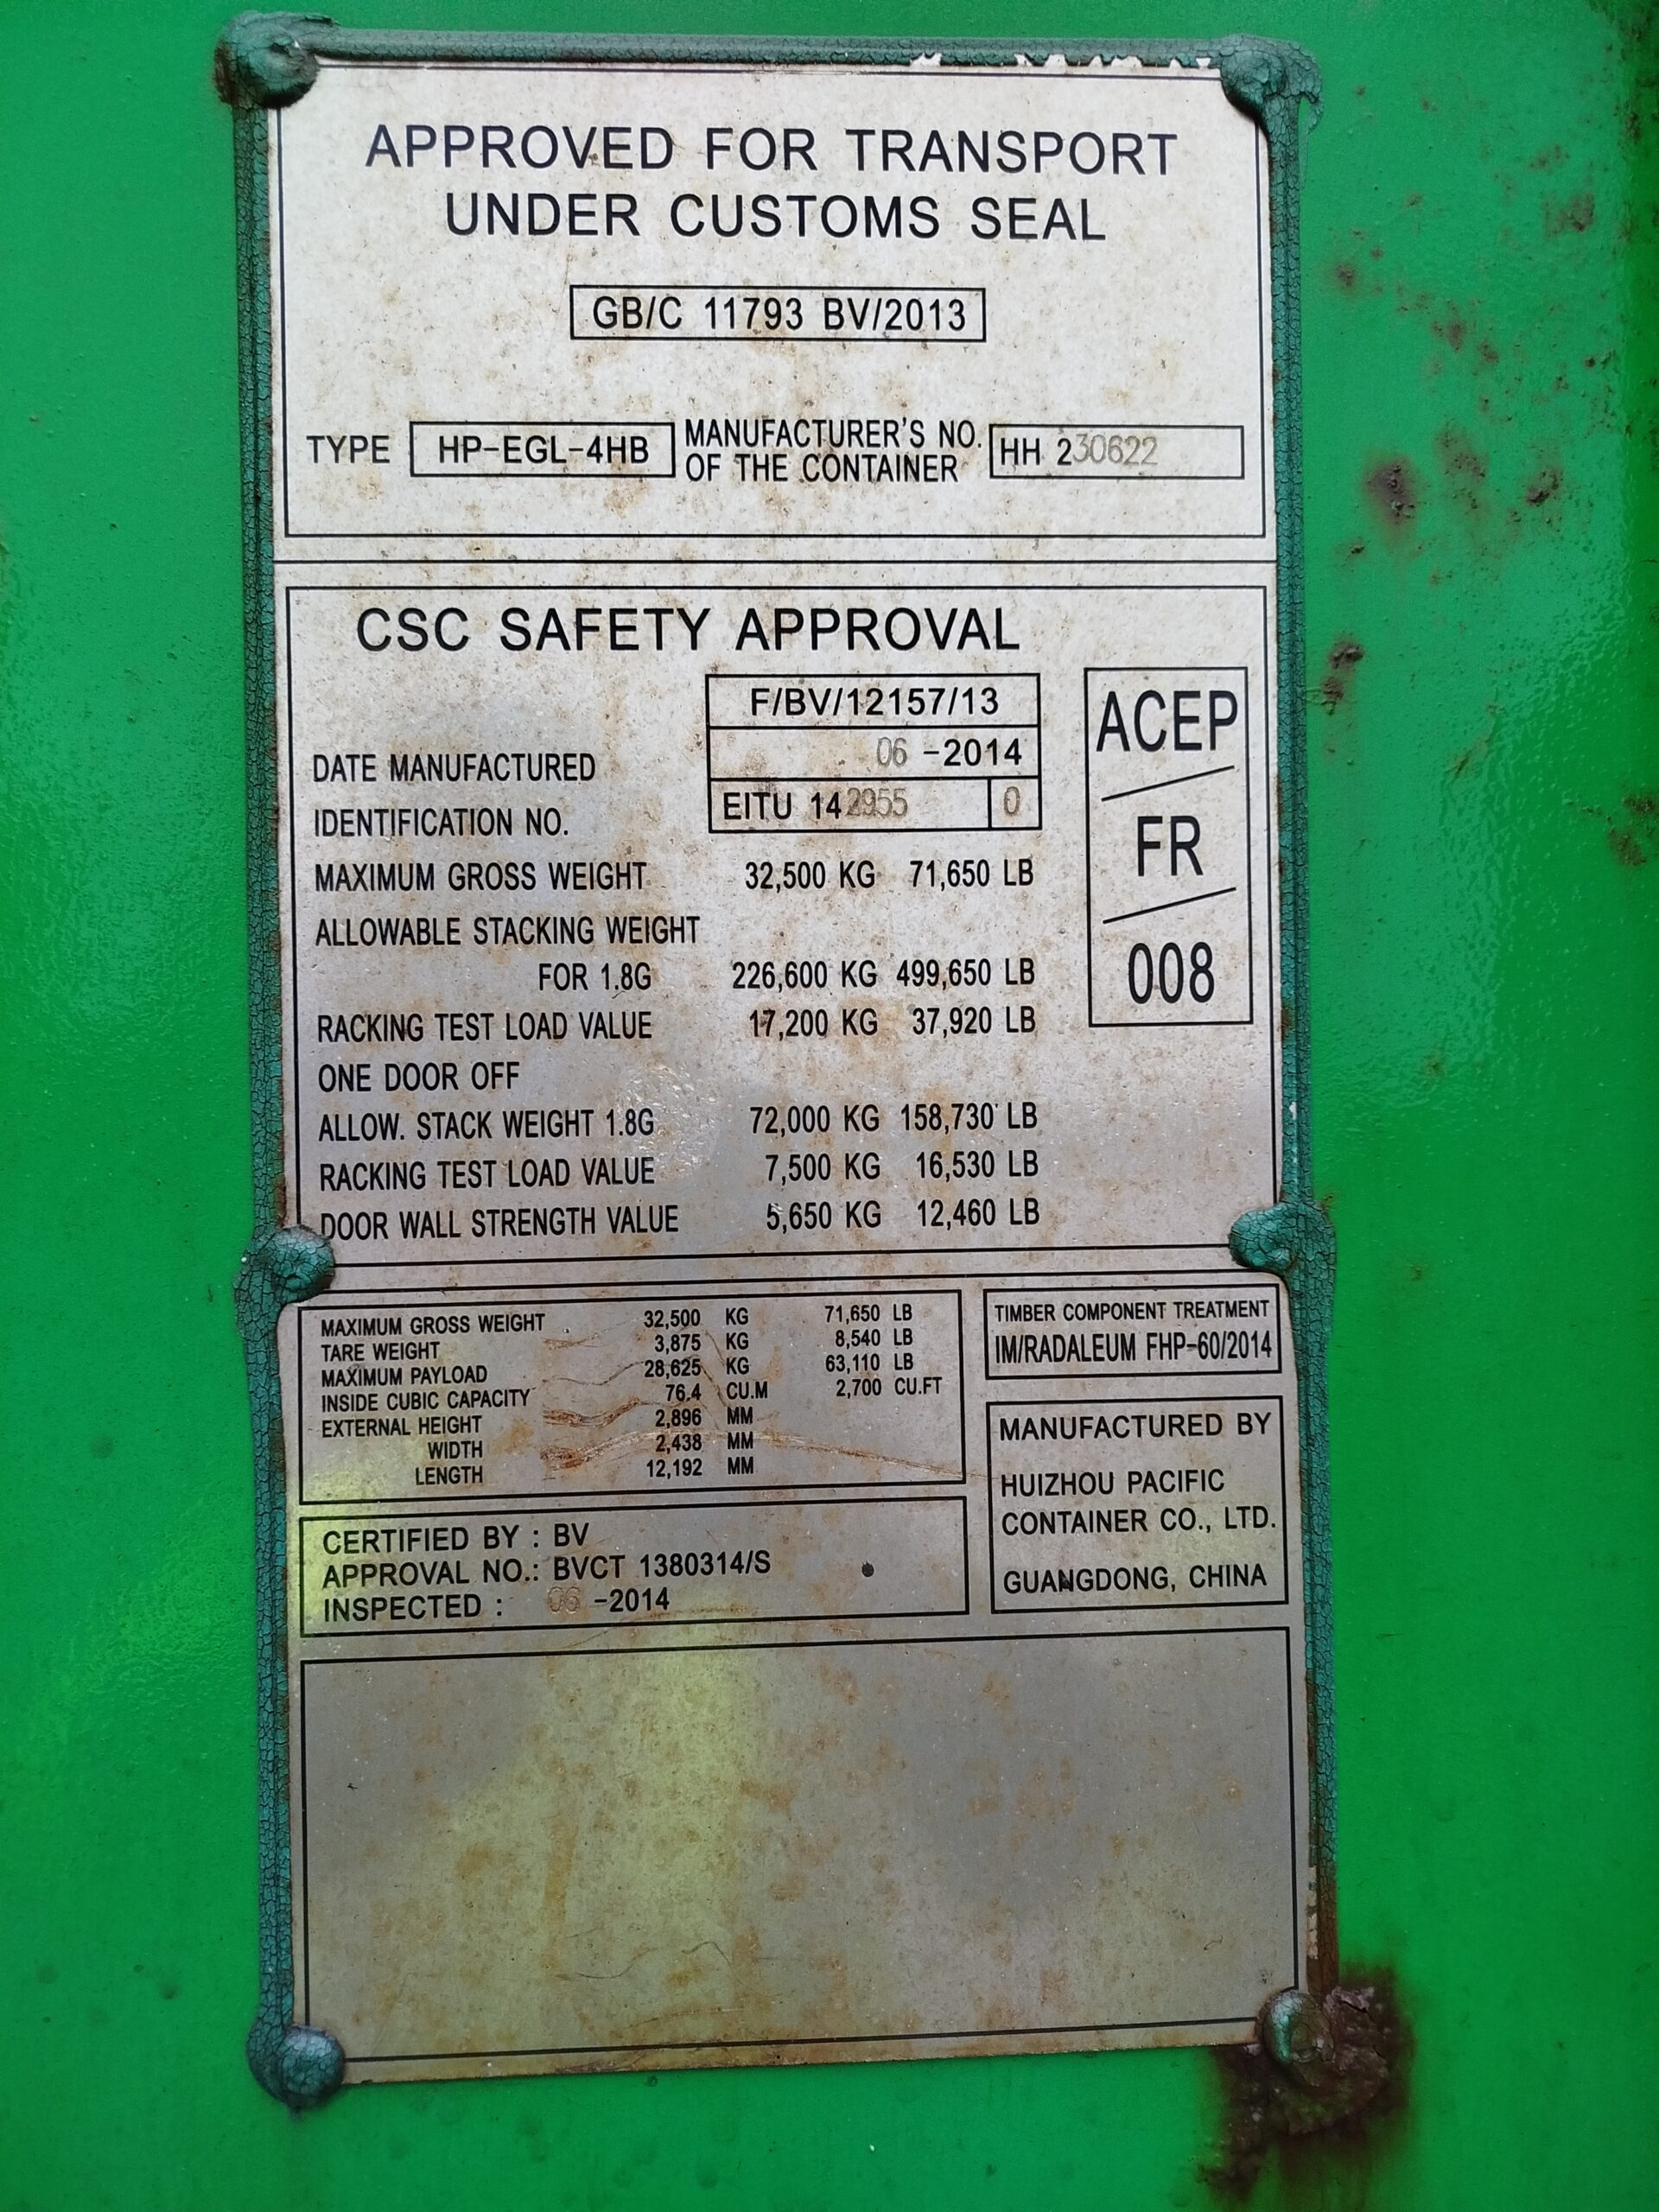 APPROVED FOR TRANSPORT
UNDER CUSTOMS SEAL
GB/C 11793 BV/2013
TYPE HP-EGL-4HB MANUFACTURER'S NO. OF THE CONTAINER HH 230622
CSC SAFETY APPROVAL
F/BV/12157/13
DATE MANUFACTURED 06 -2014
IDENTIFICATION NO. EITU 142955 0
ACEP
FR
008
MAXIMUM GROSS WEIGHT 32,500 KG 71,650 LB
ALLOWABLE STACKING WEIGHT
FOR 1.8G 226,600 KG 499,650 LB
RACKING TEST LOAD VALUE 17,200 KG 37,920 LB
ONE DOOR OFF
ALLOW. STACK WEIGHT 1.8G 72,000 KG 158,730 LB
RACKING TEST LOAD VALUE 7,500 KG 16,530 LB
DOOR WALL STRENGTH VALUE 5,650 KG 12,460 LB
MAXIMUM GROSS WEIGHT 32,500 KG 71,650 LB
TARE WEIGHT 3,875 KG 8,540 LB
MAXIMUM PAYLOAD 28,625 KG 63,110 LB
INSIDE CUBIC CAPACITY 76.4 CU.M 2,700 CU.FT
EXTERNAL HEIGHT 2,896 MM
WIDTH 2,438 MM
LENGTH 12,192 MM
TIMBER COMPONENT TREATMENT
IM/RADALEUM FHP-60/2014
MANUFACTURED BY
HUIZHOU PACIFIC
CONTAINER CO., LTD.
GUANGDONG, CHINA
CERTIFIED BY : BV
APPROVAL NO.: BVCT 1380314/S
INSPECTED : 06 -2014